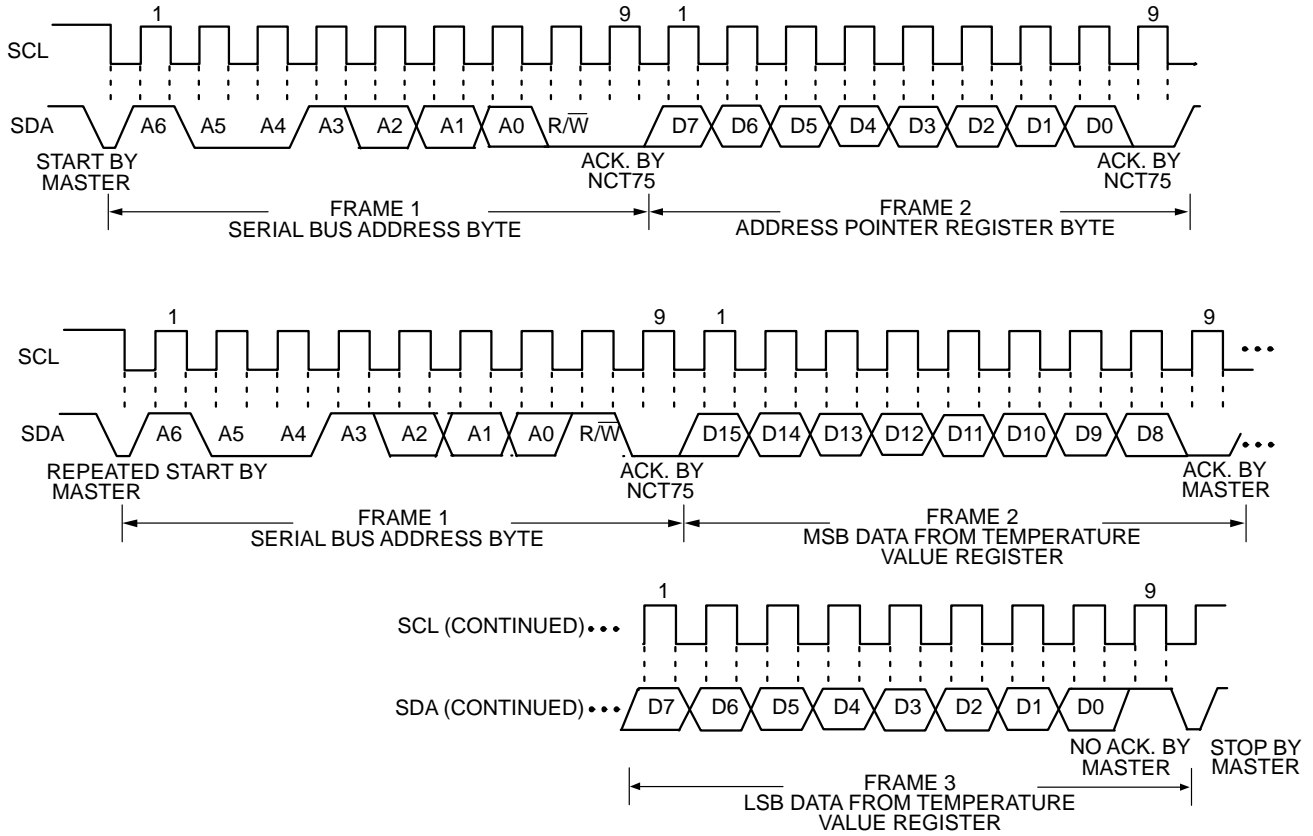 1 9 1 9
SCL
SDA A6 A5 A4 A3 A2 A1 A0 R/W̅ D7 D6 D5 D4 D3 D2 D1 D0
START BY
MASTER
ACK. BY
NCT75
ACK. BY
NCT75
FRAME 1
SERIAL BUS ADDRESS BYTE
FRAME 2
ADDRESS POINTER REGISTER BYTE
1 9 1 9
SCL
SDA A6 A5 A4 A3 A2 A1 A0 R/W̅ D15 D14 D13 D12 D11 D10 D9 D8
REPEATED START BY
MASTER
ACK. BY
NCT75
ACK. BY
MASTER
FRAME 1
SERIAL BUS ADDRESS BYTE
FRAME 2
MSB DATA FROM TEMPERATURE
VALUE REGISTER
1 9
SCL (CONTINUED)
SDA (CONTINUED) D7 D6 D5 D4 D3 D2 D1 D0
NO ACK. BY
MASTER
STOP BY
MASTER
FRAME 3
LSB DATA FROM TEMPERATURE
VALUE REGISTER